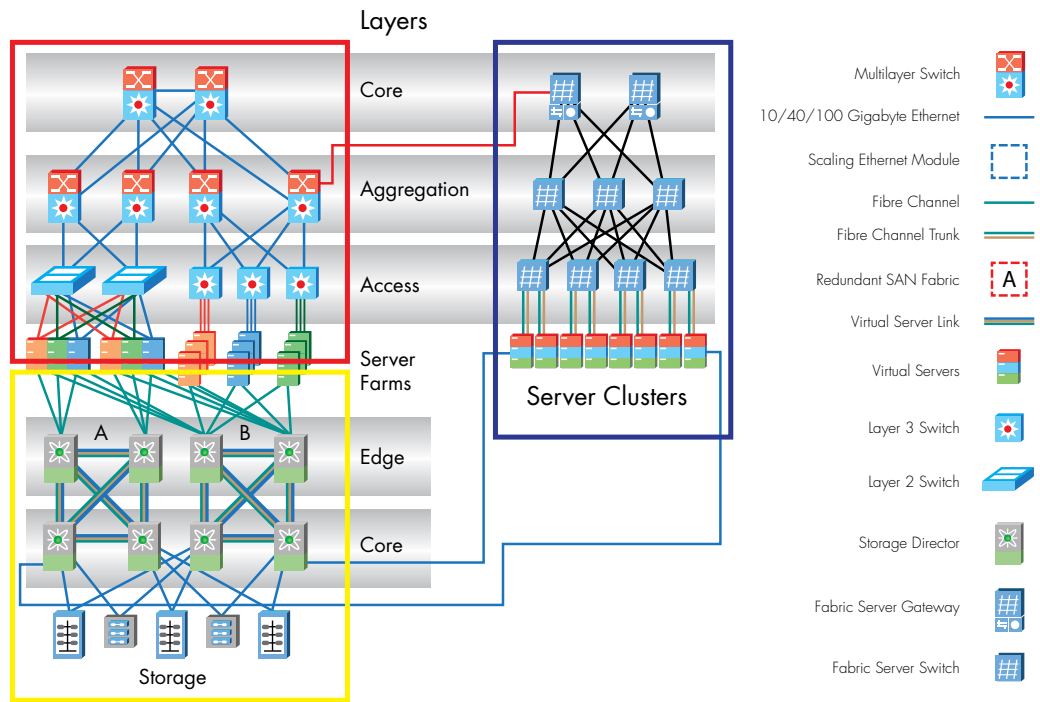 Layers
Core
Aggregation
Access
Server
Farms
Server Clusters
A
B
Edge
Core
Storage
Multilayer Switch
10/40/100 Gigabyte Ethernet
Scaling Ethernet Module
Fibre Channel
Fibre Channel Trunk
Redundant SAN Fabric
A
Virtual Server Link
Virtual Servers
Layer 3 Switch
Layer 2 Switch
Storage Director
Fabric Server Gateway
Fabric Server Switch